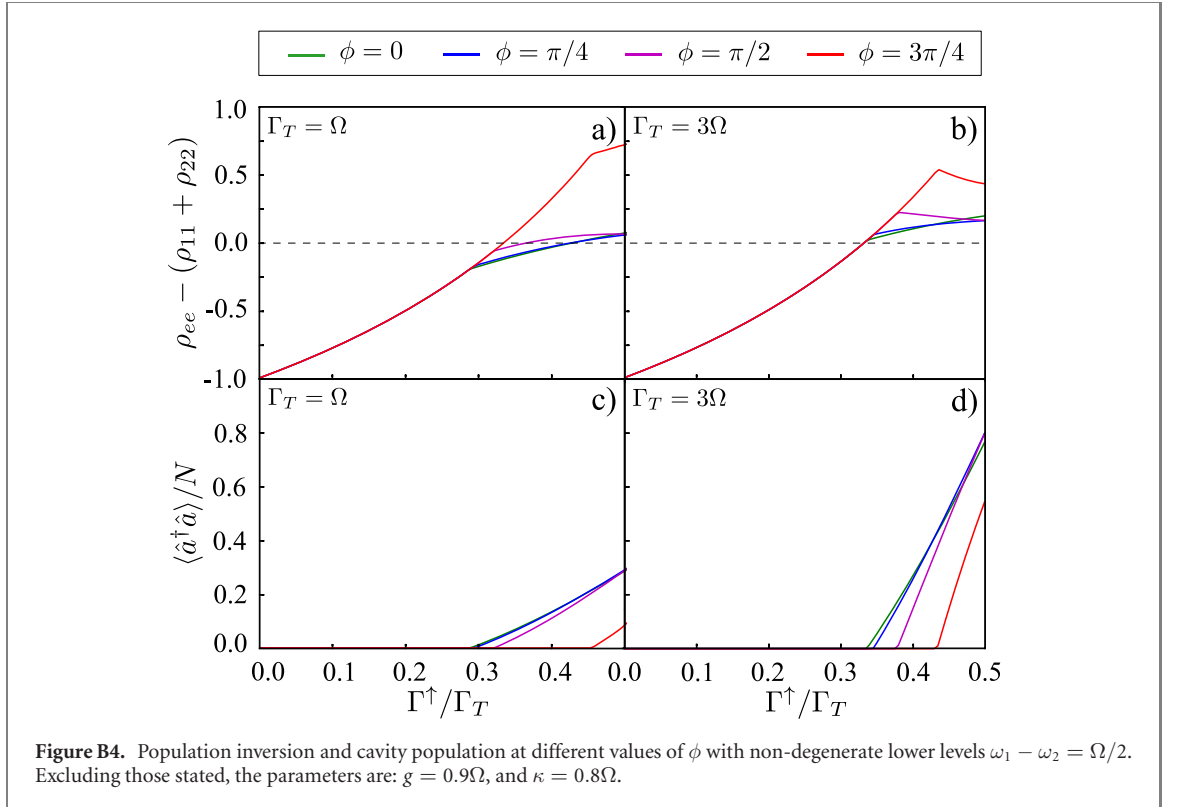 ϕ = 0 ϕ = π/4 ϕ = π/2 ϕ = 3π/4
1.0
Γ_T = Ω a) Γ_T = 3Ω b)
0.5
0.0
-0.5
-1.0
ρ_ee − (ρ_11 + ρ_22)
Γ_T = Ω c) Γ_T = 3Ω d)
0.8
0.6
0.4
0.2
0.0
⟨â†â⟩/N
0.0 0.1 0.2 0.3 0.4 0.0 0.1 0.2 0.3 0.4 0.5
Γ↑/Γ_T Γ↑/Γ_T
Figure B4. Population inversion and cavity population at different values of ϕ with non-degenerate lower levels ω₁ − ω₂ = Ω/2.
Excluding those stated, the parameters are: g = 0.9Ω, and κ = 0.8Ω.